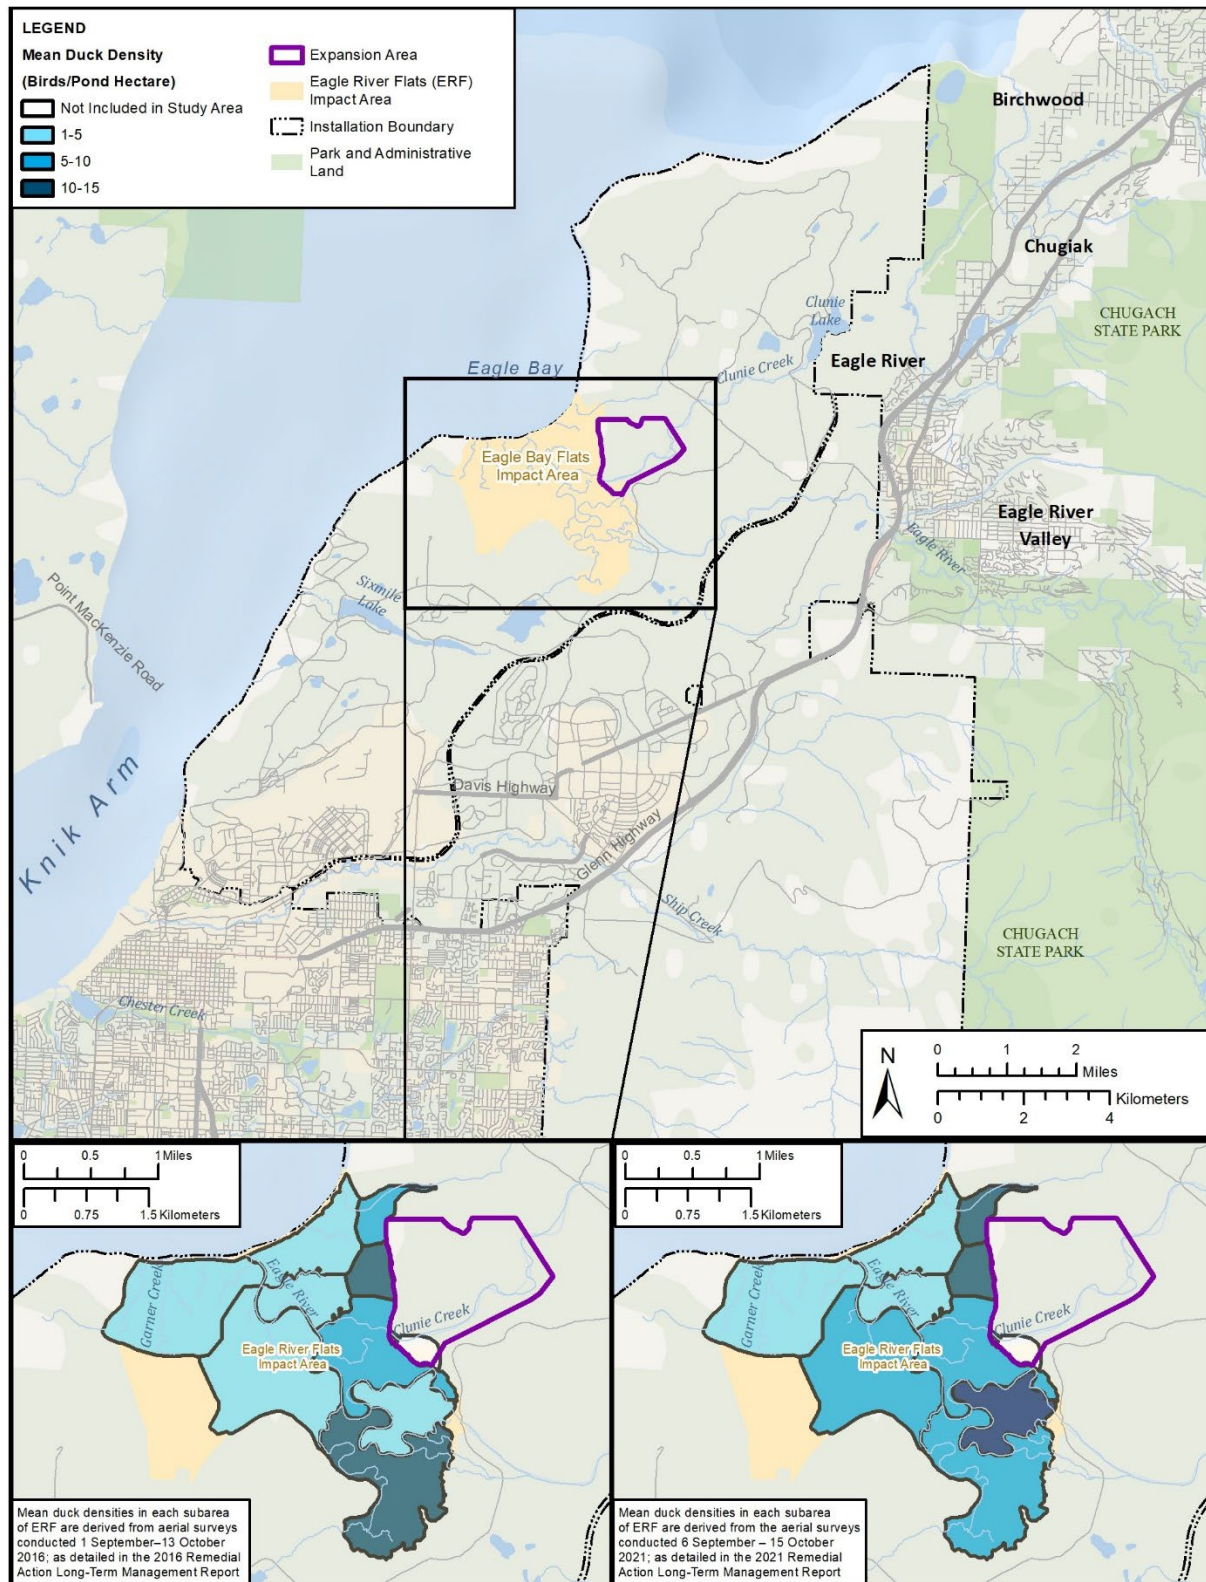 LEGEND
Mean Duck Density
(Birds/Pond Hectare)
Not Included in Study Area
1-5
5-10
10-15
Expansion Area
Eagle River Flats (ERF)
Impact Area
Installation Boundary
Park and Administrative
Land
Birchwood
Chugiak
CHUGACH
STATE PARK
Clunie
Lake
Eagle River
Eagle Bay
Clunie Creek
Eagle Bay Flats
Impact Area
Eagle River
Valley
Eagle River
Sixmile
Lake
Point MacKenzie Road
Knik Arm
Davis Highway
Glenn Highway
Ship Creek
CHUGACH
STATE PARK
Chester Creek
N
0 1 2
Miles
Kilometers
0 2 4
0 0.5 1 Miles
0 0.75 1.5 Kilometers
Garner Creek
Eagle River
Clunie Creek
Eagle River Flats
Impact Area
Mean duck densities in each subarea
of ERF are derived from aerial surveys
conducted 1 September–13 October
2016; as detailed in the 2016 Remedial
Action Long-Term Management Report
0 0.5 1 Miles
0 0.75 1.5 Kilometers
Garner Creek
Eagle River
Clunie Creek
Eagle River Flats
Impact Area
Mean duck densities in each subarea
of ERF are derived from the aerial surveys
conducted 6 September – 15 October
2021; as detailed in the 2021 Remedial
Action Long-Term Management Report